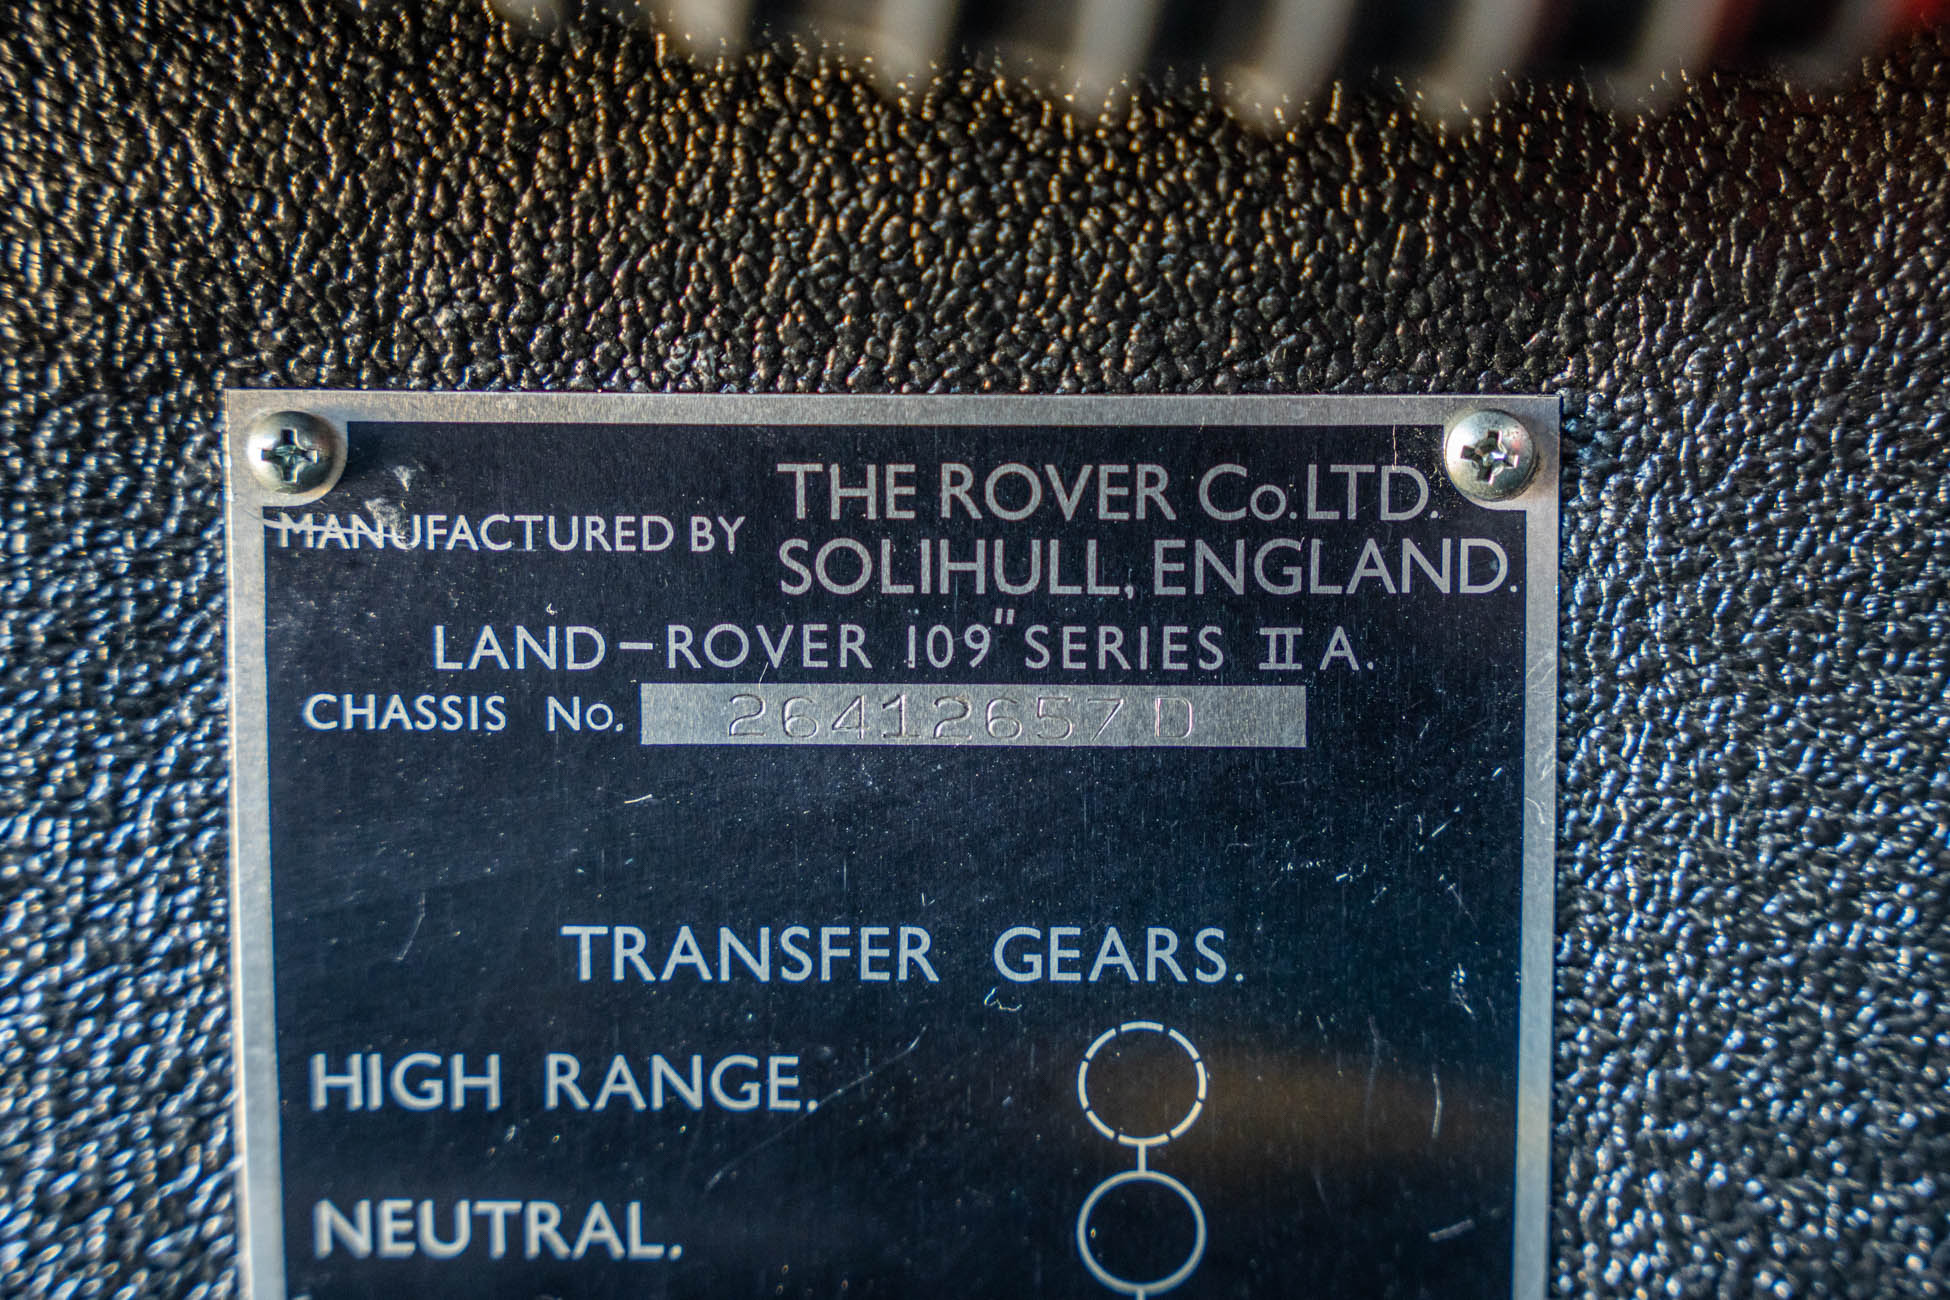 THE ROVER Co. LTD.
MANUFACTURED BY
SOLIHULL, ENGLAND.
LAND-ROVER 109" SERIES II A.
CHASSIS No. 26412657 D
TRANSFER GEARS.
HIGH RANGE.
NEUTRAL.